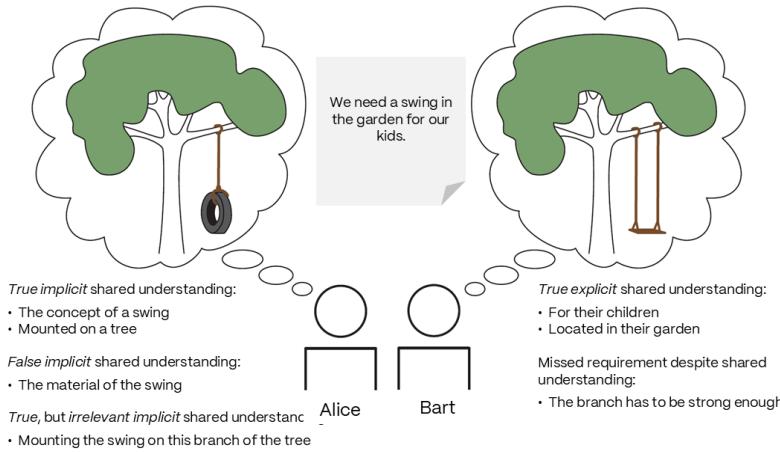 We need a swing in
the garden for our
kids.
True implicit shared understanding:
• The concept of a swing
• Mounted on a tree
False implicit shared understanding:
• The material of the swing
True, but irrelevant implicit shared understanc
• Mounting the swing on this branch of the tree
Alice
Bart
True explicit shared understanding:
• For their children
• Located in their garden
Missed requirement despite shared
understanding:
• The branch has to be strong enough